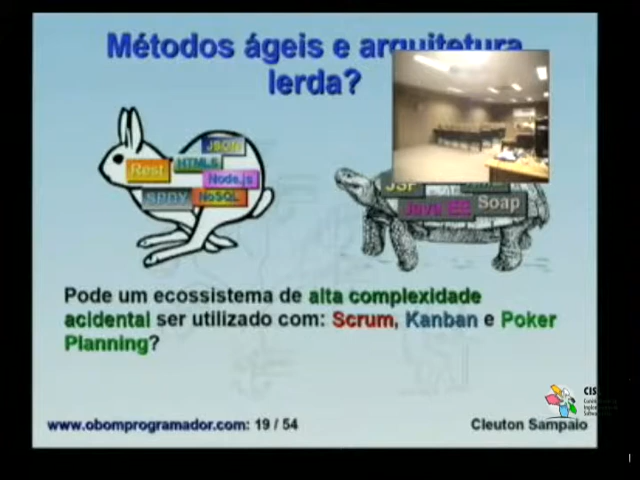 Métodos ágeis e arquitetura
lerda?
JSON
Rest
HTML5
Node.js
SPDY
NoSQL
JSP
Java EE
Soap
Pode um ecossistema de alta complexidade
acidental ser utilizado com: Scrum, Kanban e Poker
Planning?
CIS
www.obomprogramador.com: 19 / 54
Cleuton Sampaio